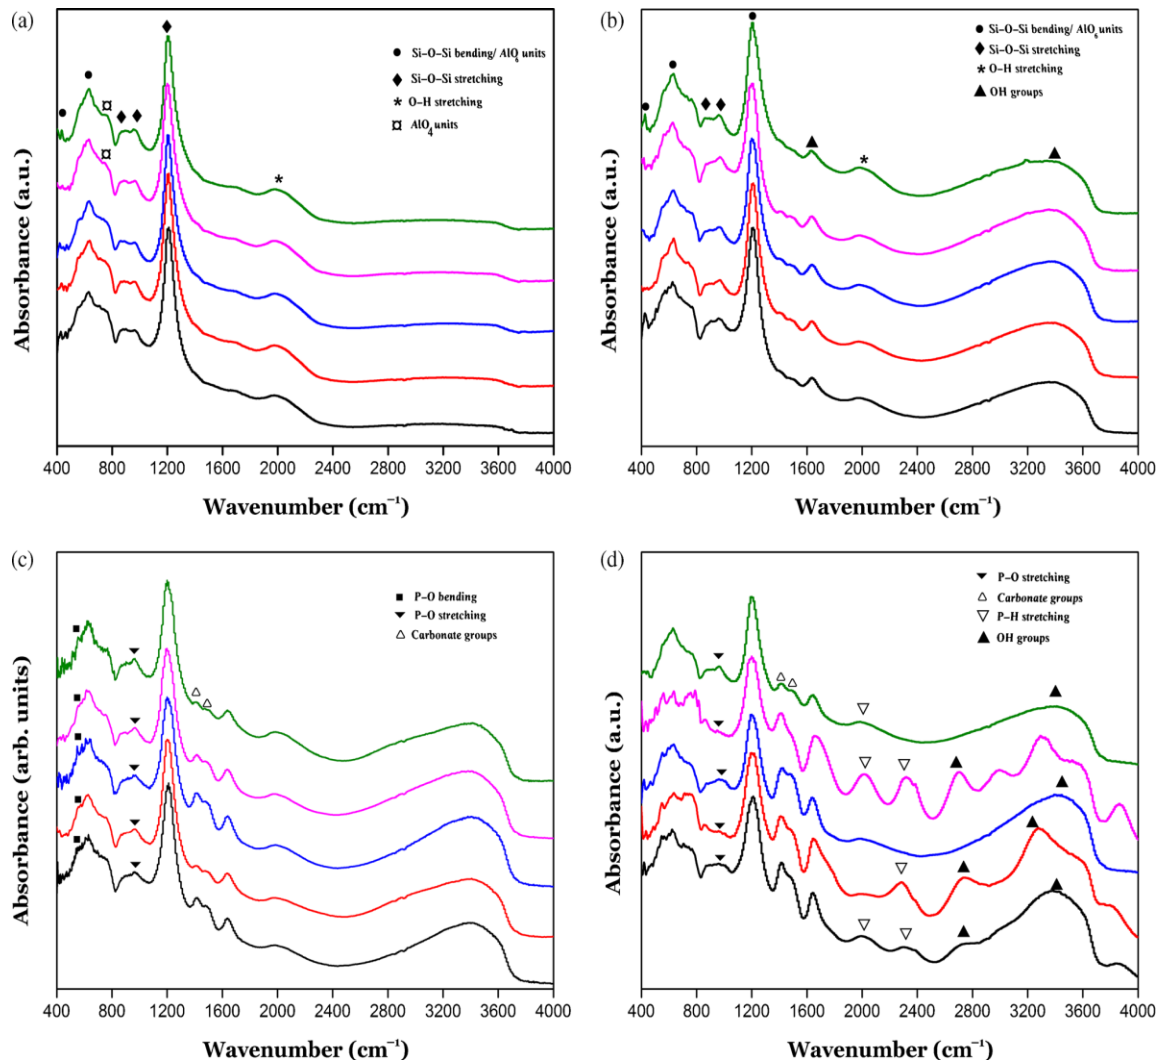 (a)
Si–O–Si bending/ AlO6 units
Si–O–Si stretching
O–H stretching
AlO4 units
Absorbance (a.u.)
400 800 1200 1600 2000 2400 2800 3200 3600 4000
Wavenumber (cm⁻¹)
(b)
Si–O–Si bending/ AlO6 units
Si–O–Si stretching
O–H stretching
OH groups
Absorbance (a.u.)
400 800 1200 1600 2000 2400 2800 3200 3600 4000
Wavenumber (cm⁻¹)
(c)
P–O bending
P–O stretching
Carbonate groups
Absorbance (arb. units)
400 800 1200 1600 2000 2400 2800 3200 3600 4000
Wavenumber (cm⁻¹)
(d)
P–O stretching
Carbonate groups
P–H stretching
OH groups
Absorbance (a.u.)
400 800 1200 1600 2000 2400 2800 3200 3600 4000
Wavenumber (cm⁻¹)